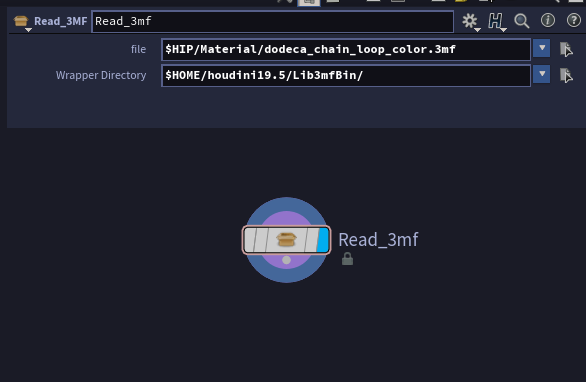 Read_3MF Read_3mf
file $HIP/Material/dodeca_chain_loop_color.3mf
Wrapper Directory $HOME/houdini19.5/Lib3mfBin/
Read_3mf